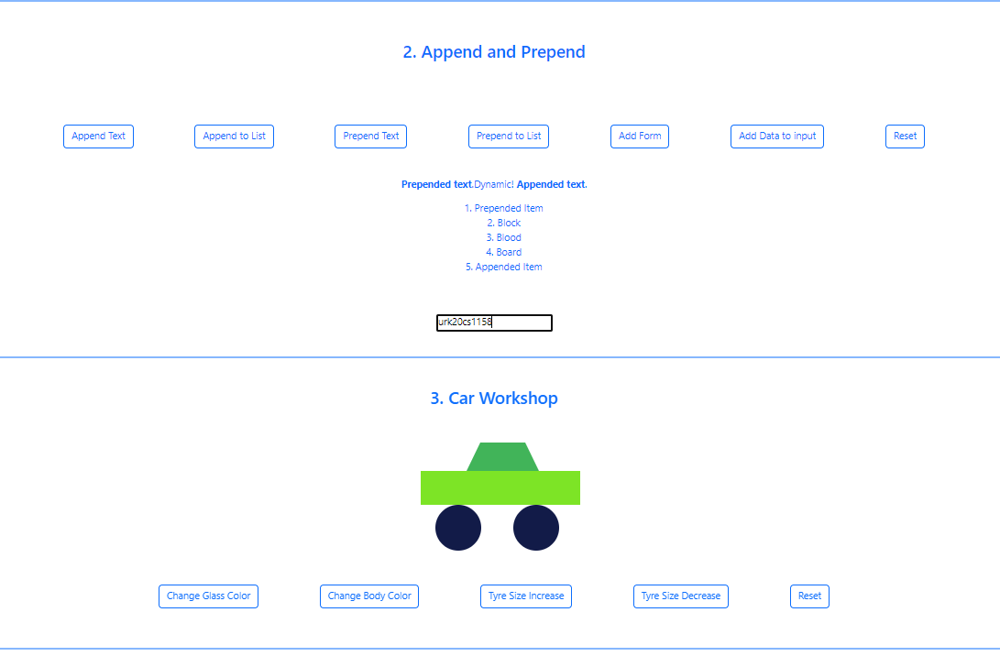 2. Append and Prepend
Append Text
Append to List
Prepend Text
Prepend to List
Add Form
Add Data to input
Reset
Prepended text.Dynamic! Appended text.
1. Prepended Item
2. Block
3. Blood
4. Board
5. Appended Item
urk20cs1158
3. Car Workshop
Change Glass Color
Change Body Color
Tyre Size Increase
Tyre Size Decrease
Reset